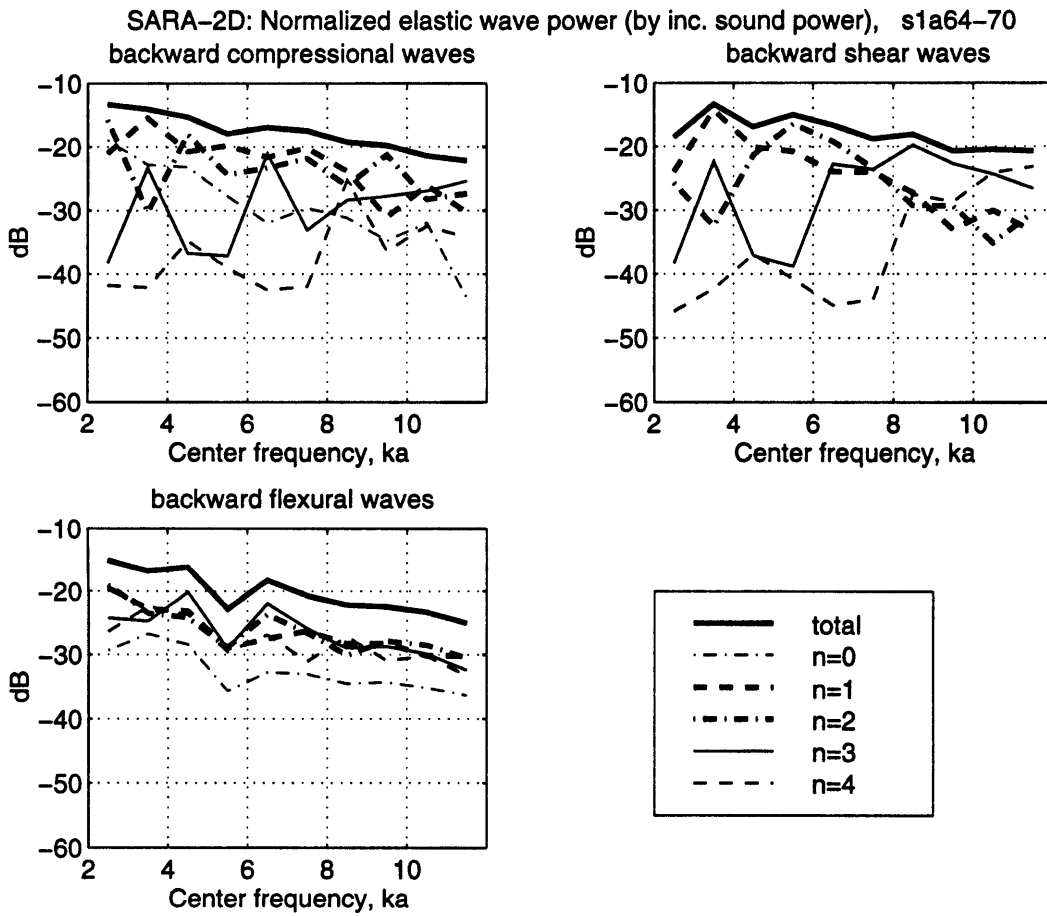 SARA-2D: Normalized elastic wave power (by inc. sound power),   s1a64-70
backward compressional waves
-10
-20
-30
-40
-50
-60
dB
2 4 6 8 10
Center frequency, ka
backward shear waves
-10
-20
-30
-40
-50
-60
dB
2 4 6 8 10
Center frequency, ka
backward flexural waves
-10
-20
-30
-40
-50
-60
dB
2 4 6 8 10
Center frequency, ka
total
n=0
n=1
n=2
n=3
n=4